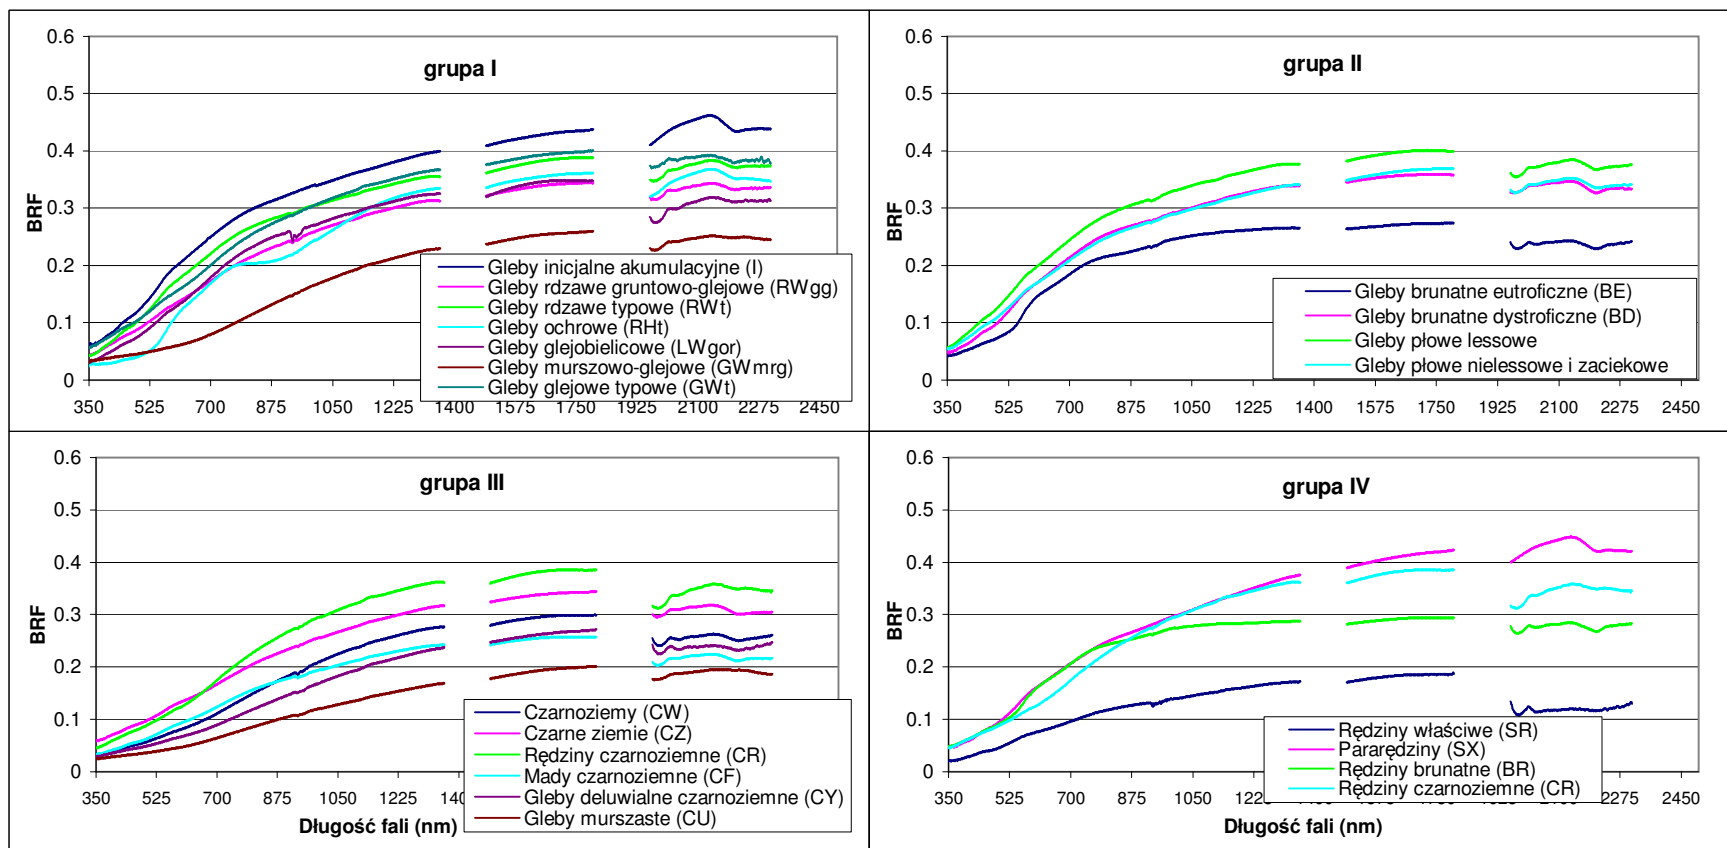 grupa I
BRF
0.6
0.5
0.4
0.3
0.2
0.1
0
350 525 700 875 1050 1225 1400 1575 1750 1925 2100 2275 2450
Gleby inicjalne akumulacyjne (I)
Gleby rdzawe gruntowo-glejowe (RWgg)
Gleby rdzawe typowe (RWt)
Gleby ochrowe (RHt)
Gleby glejobielicowe (LWgor)
Gleby murszowo-glejowe (GWmrg)
Gleby glejowe typowe (GWt)
grupa II
BRF
0.6
0.5
0.4
0.3
0.2
0.1
0
350 525 700 875 1050 1225 1400 1575 1750 1925 2100 2275 2450
Gleby brunatne eutroficzne (BE)
Gleby brunatne dystroficzne (BD)
Gleby płowe lessowe
Gleby płowe nielessowe i zaciekowe
grupa III
BRF
0.6
0.5
0.4
0.3
0.2
0.1
0
350 525 700 875 1050 1225
Długość fali (nm)
Czarnoziemy (CW)
Czarne ziemie (CZ)
Rędziny czarnoziemne (CR)
Mady czarnoziemne (CF)
Gleby deluwialne czarnoziemne (CY)
Gleby murszaste (CU)
grupa IV
BRF
0.6
0.5
0.4
0.3
0.2
0.1
0
350 525 700 875 1050 1225 1575 2275 2450
Długość fali (nm)
Rędziny właściwe (SR)
Pararędziny (SX)
Rędziny brunatne (BR)
Rędziny czarnoziemne (CR)